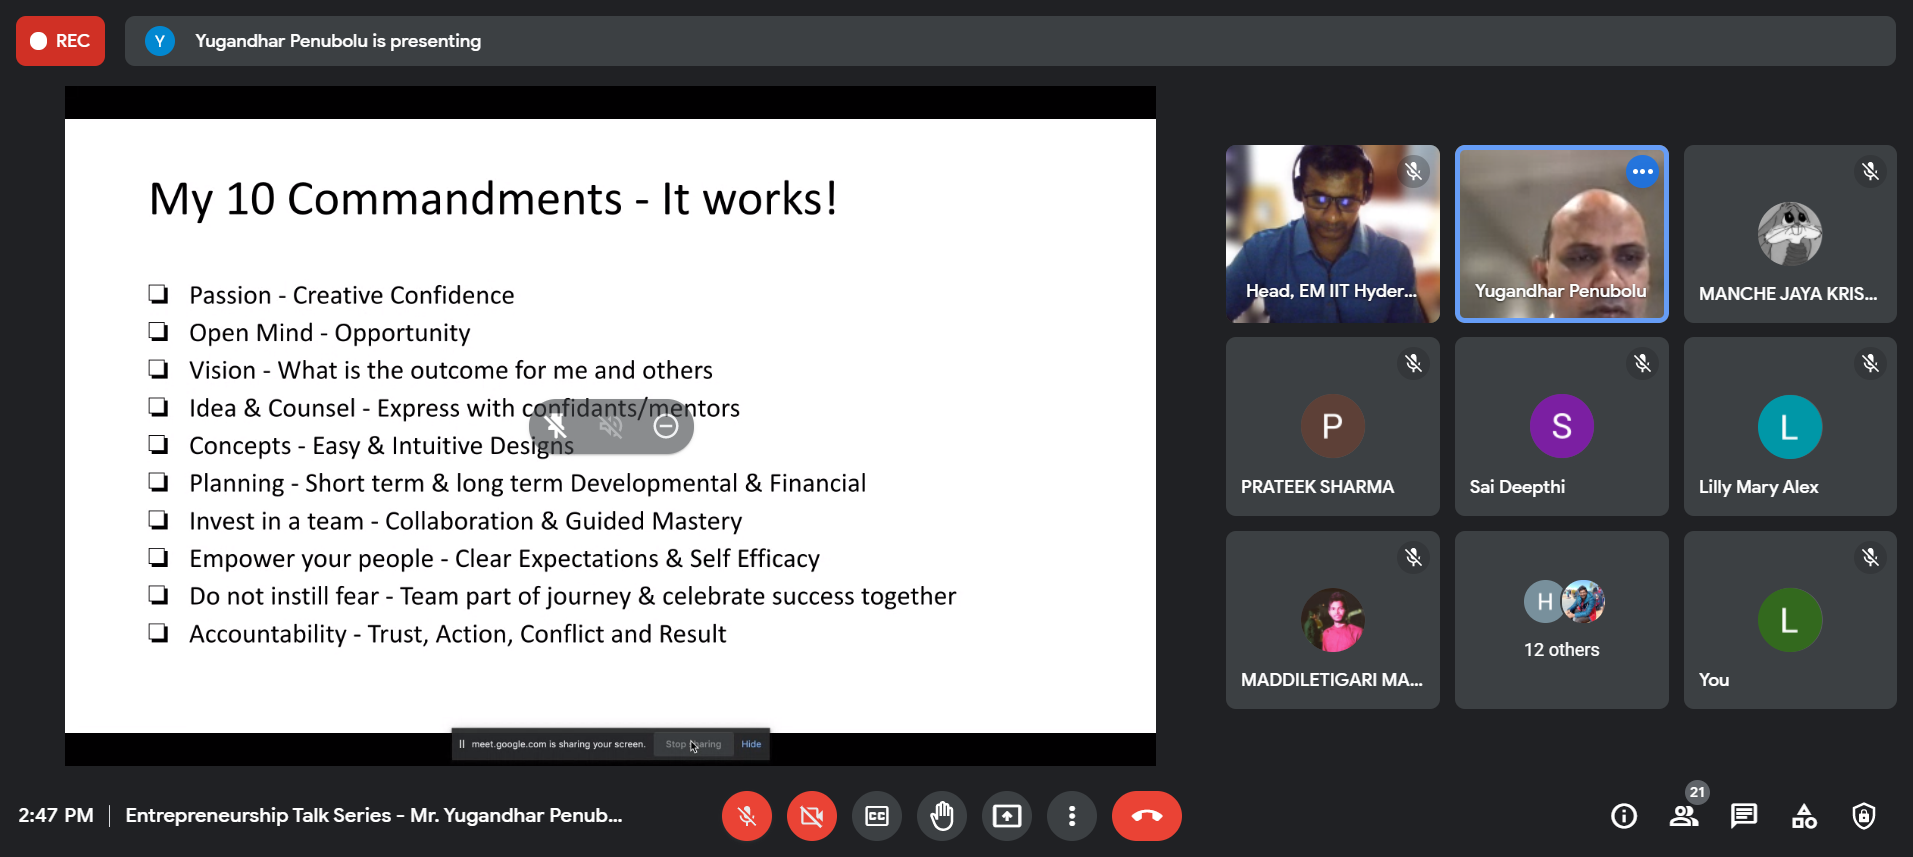 REC
Y
Yugandhar Penubolu is presenting
My 10 Commandments - It works!
Passion - Creative Confidence
Open Mind - Opportunity
Vision - What is the outcome for me and others
Idea & Counsel - Express with confidants/mentors
Concepts - Easy & Intuitive Designs
Planning - Short term & long term Developmental & Financial
Invest in a team - Collaboration & Guided Mastery
Empower your people - Clear Expectations & Self Efficacy
Do not instill fear - Team part of journey & celebrate success together
Accountability - Trust, Action, Conflict and Result
meet.google.com is sharing your screen.
Stop sharing
Hide
Head, EM IIT Hyder...
Yugandhar Penubolu
MANCHE JAYA KRIS...
P
PRATEEK SHARMA
S
Sai Deepthi
L
Lilly Mary Alex
MADDILETIGARI MA...
H
12 others
L
You
2:47 PM
Entrepreneurship Talk Series - Mr. Yugandhar Penub...
CC
21